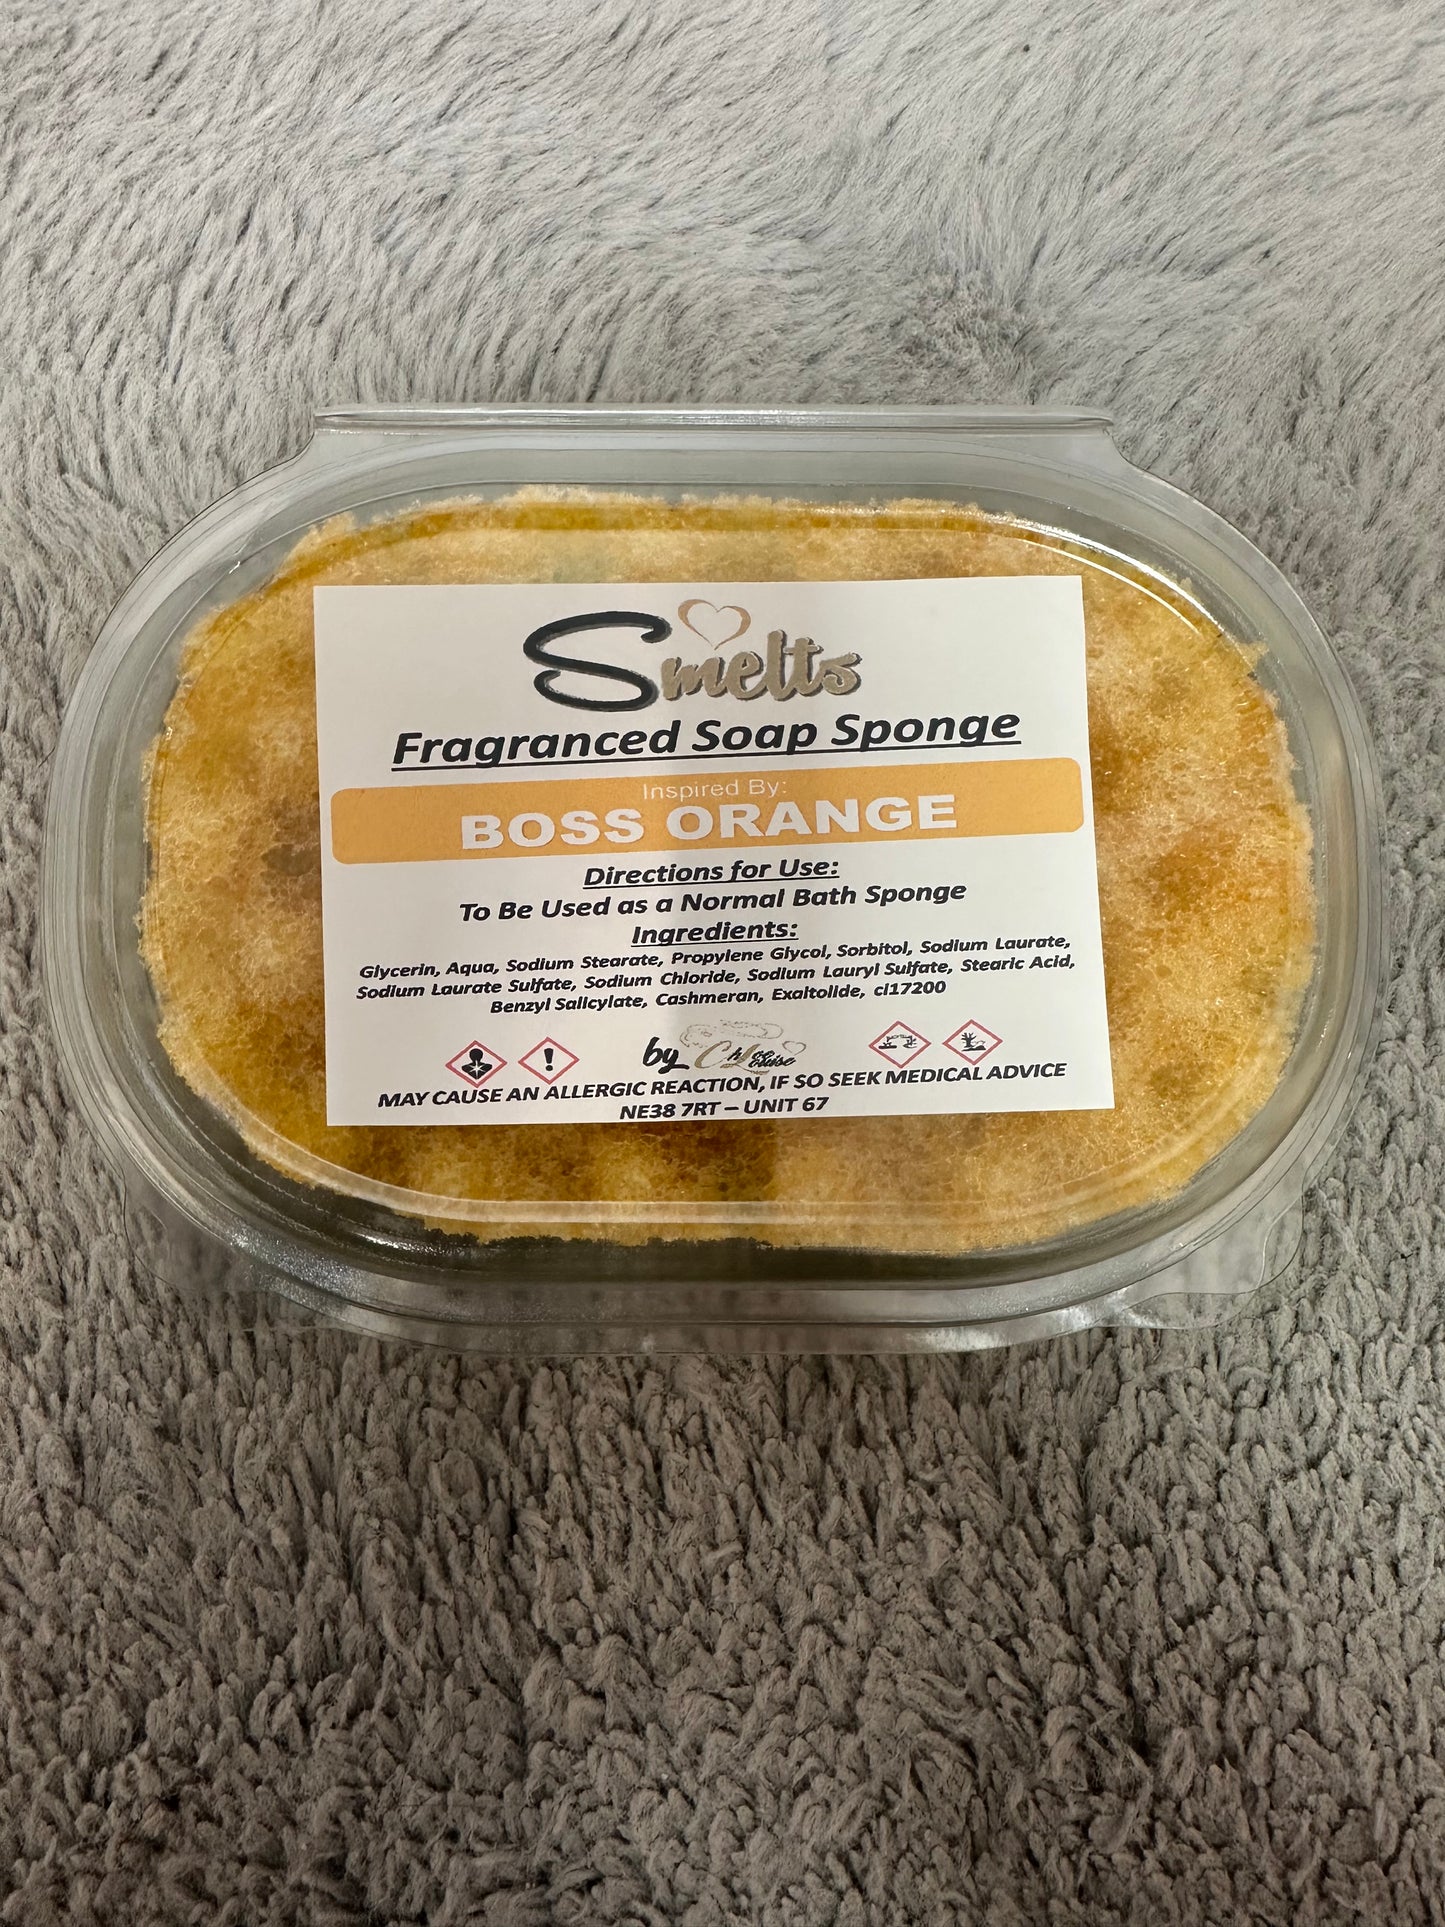 Smelts
Fragranced Soap Sponge
Inspired By:
BOSS ORANGE
Directions for Use:
To Be Used as a Normal Bath Sponge
Ingredients:
Glycerin, Aqua, Sodium Stearate, Propylene Glycol, Sorbitol, Sodium Laurate,
Sodium Laurate Sulfate, Sodium Chloride, Sodium Lauryl Sulfate, Stearic Acid,
Benzyl Salicylate, Cashmeran, Exaltolide, cl17200
by Chloe Louise
MAY CAUSE AN ALLERGIC REACTION, IF SO SEEK MEDICAL ADVICE
NE38 7RT – UNIT 67